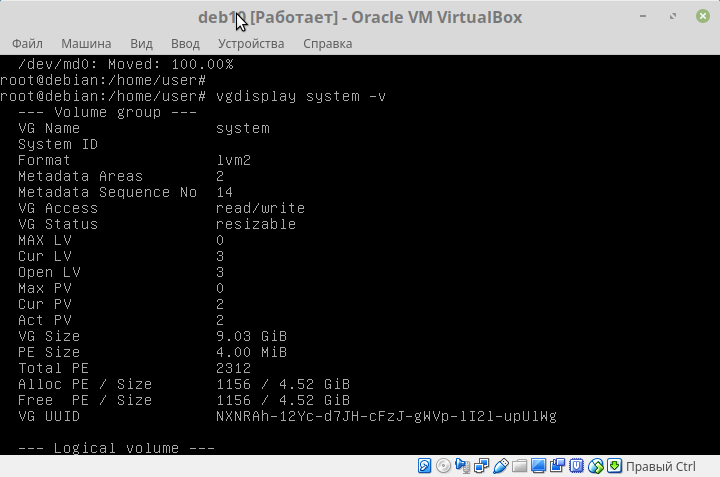 deb10 [Работает] - Oracle VM VirtualBox
Файл Машина Вид Ввод Устройства Справка
/dev/md0: Moved: 100.00%
root@debian:/home/user#
root@debian:/home/user# vgdisplay system -v
--- Volume group ---
VG Name system
System ID
Format lvm2
Metadata Areas 2
Metadata Sequence No 14
VG Access read/write
VG Status resizable
MAX LV 0
Cur LV 3
Open LV 3
Max PV 0
Cur PV 2
Act PV 2
VG Size 9.03 GiB
PE Size 4.00 MiB
Total PE 2312
Alloc PE / Size 1156 / 4.52 GiB
Free PE / Size 1156 / 4.52 GiB
VG UUID NXNRAh-12Yc-d7JH-cFzJ-gWVp-lI2l-upUlWg
--- Logical volume ---
Правый Ctrl